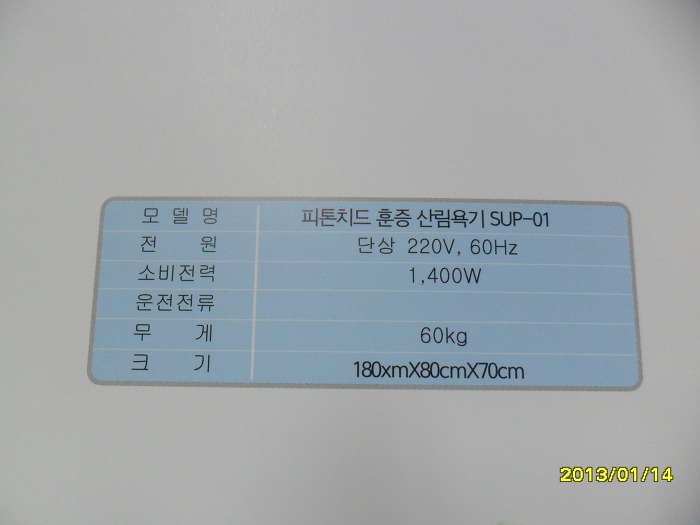 모 델 명 피톤치드 훈증 산림욕기 SUP-01
전 원 단상 220V, 60Hz
소비전력 1,400W
운전전류
무 게 60kg
크 기 180xmX80cmX70cm
2013/01/14